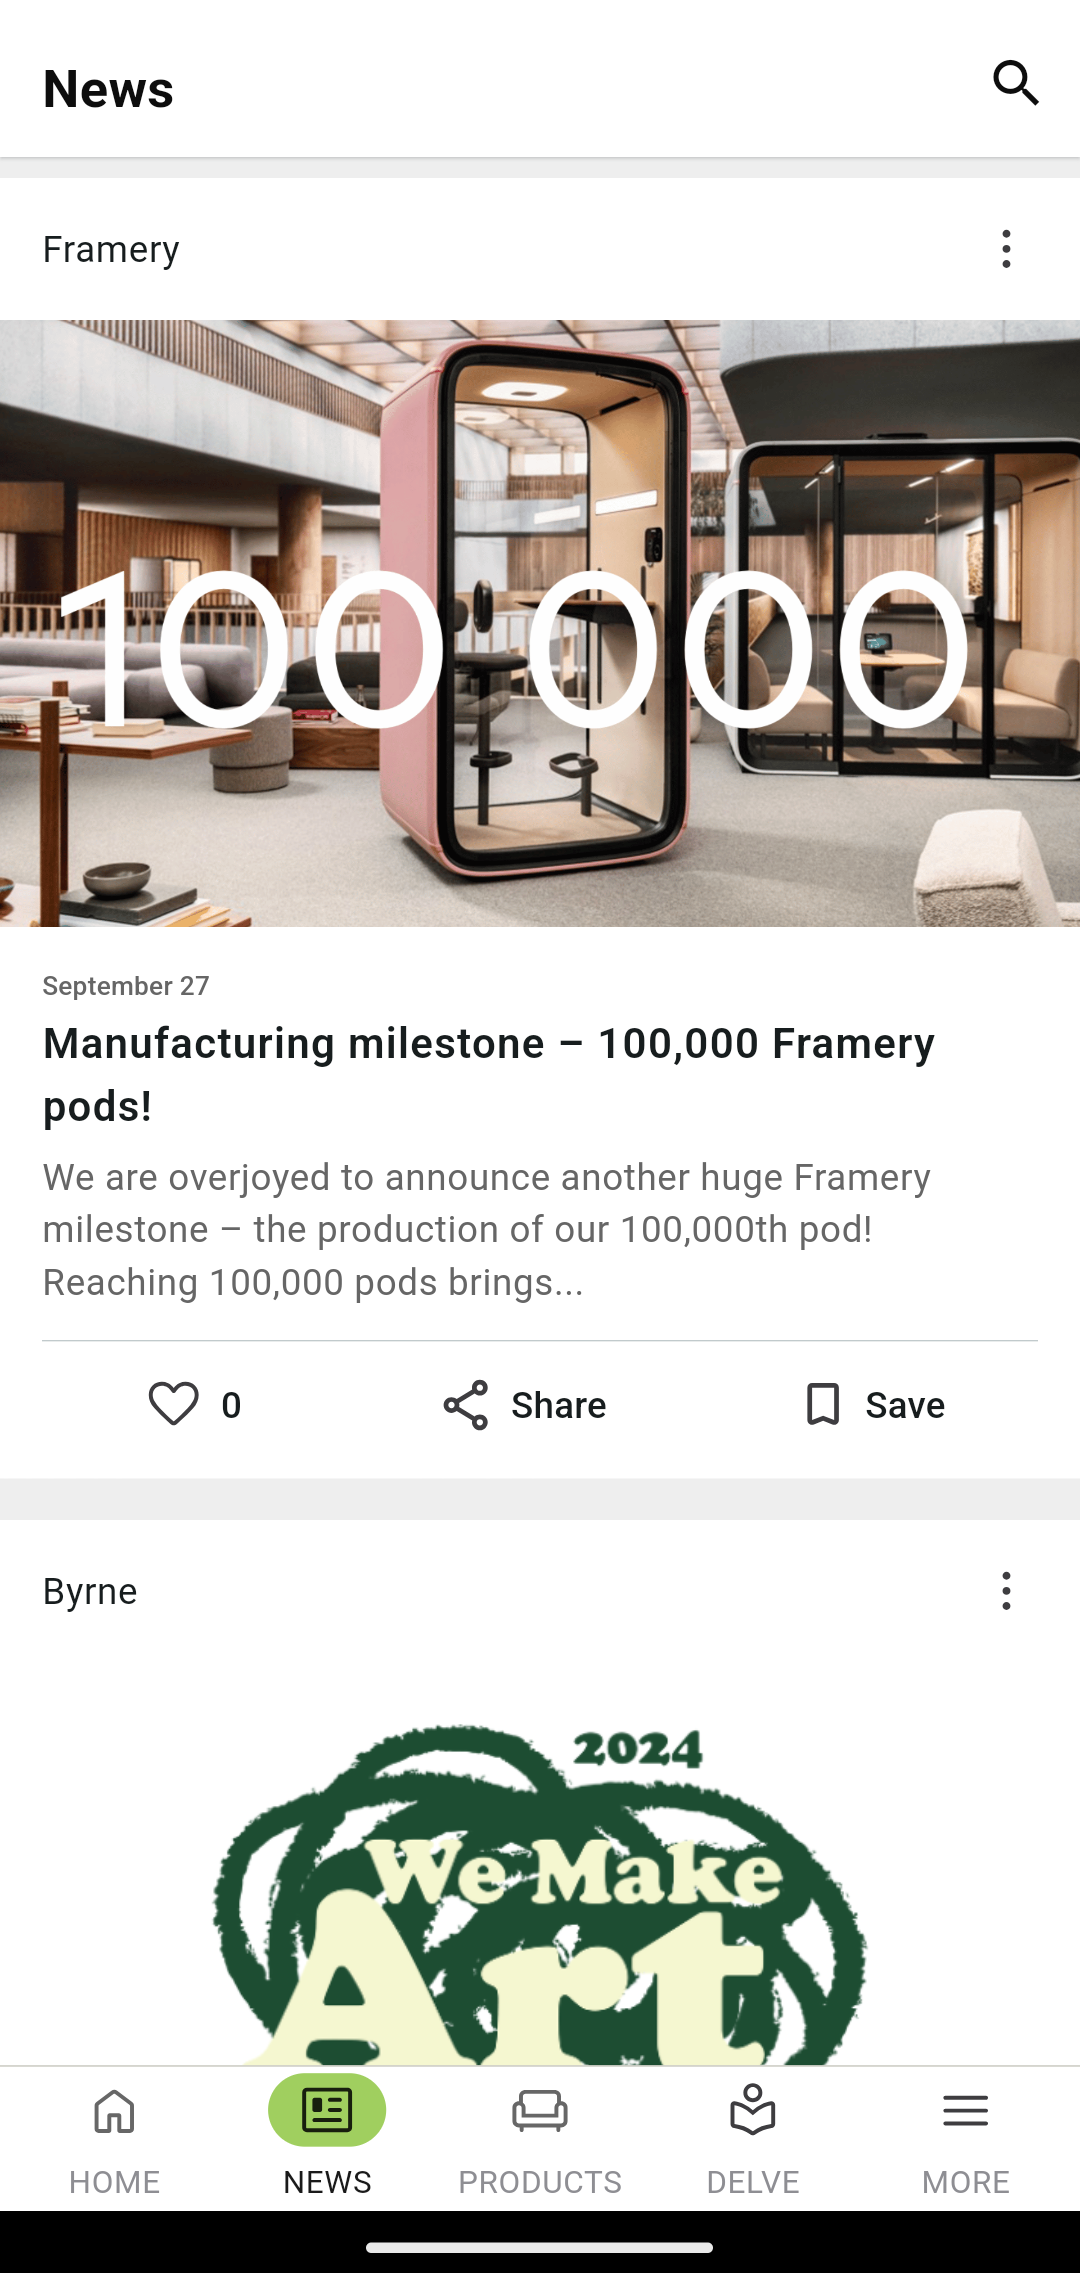 News
Framery
100 000
September 27
Manufacturing milestone – 100,000 Framery
pods!
We are overjoyed to announce another huge Framery
milestone – the production of our 100,000th pod!
Reaching 100,000 pods brings...
0
Share
Save
Byrne
2024
We Make
Art
HOME
NEWS
PRODUCTS
DELVE
MORE